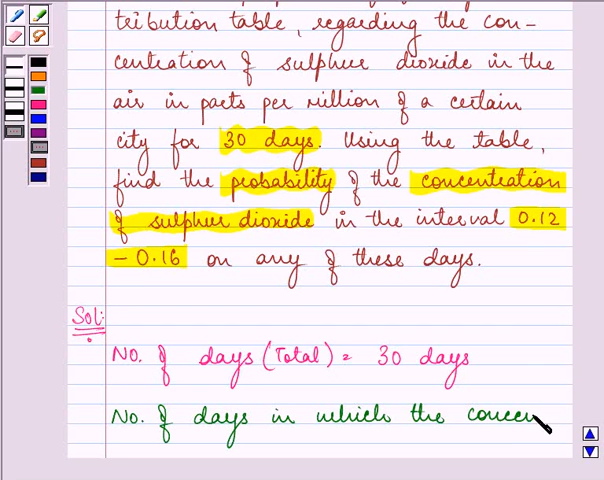 tribution table, regarding the con-
centration of sulphur dioxide in the
air in parts per million of a certain
city for 30 days. Using the table,
find the probability of the concentration
of sulphur dioxide in the interval 0.12
- 0.16 on any of these days.
Sol:
No. of days (Total) = 30 days
No. of days in which the concen